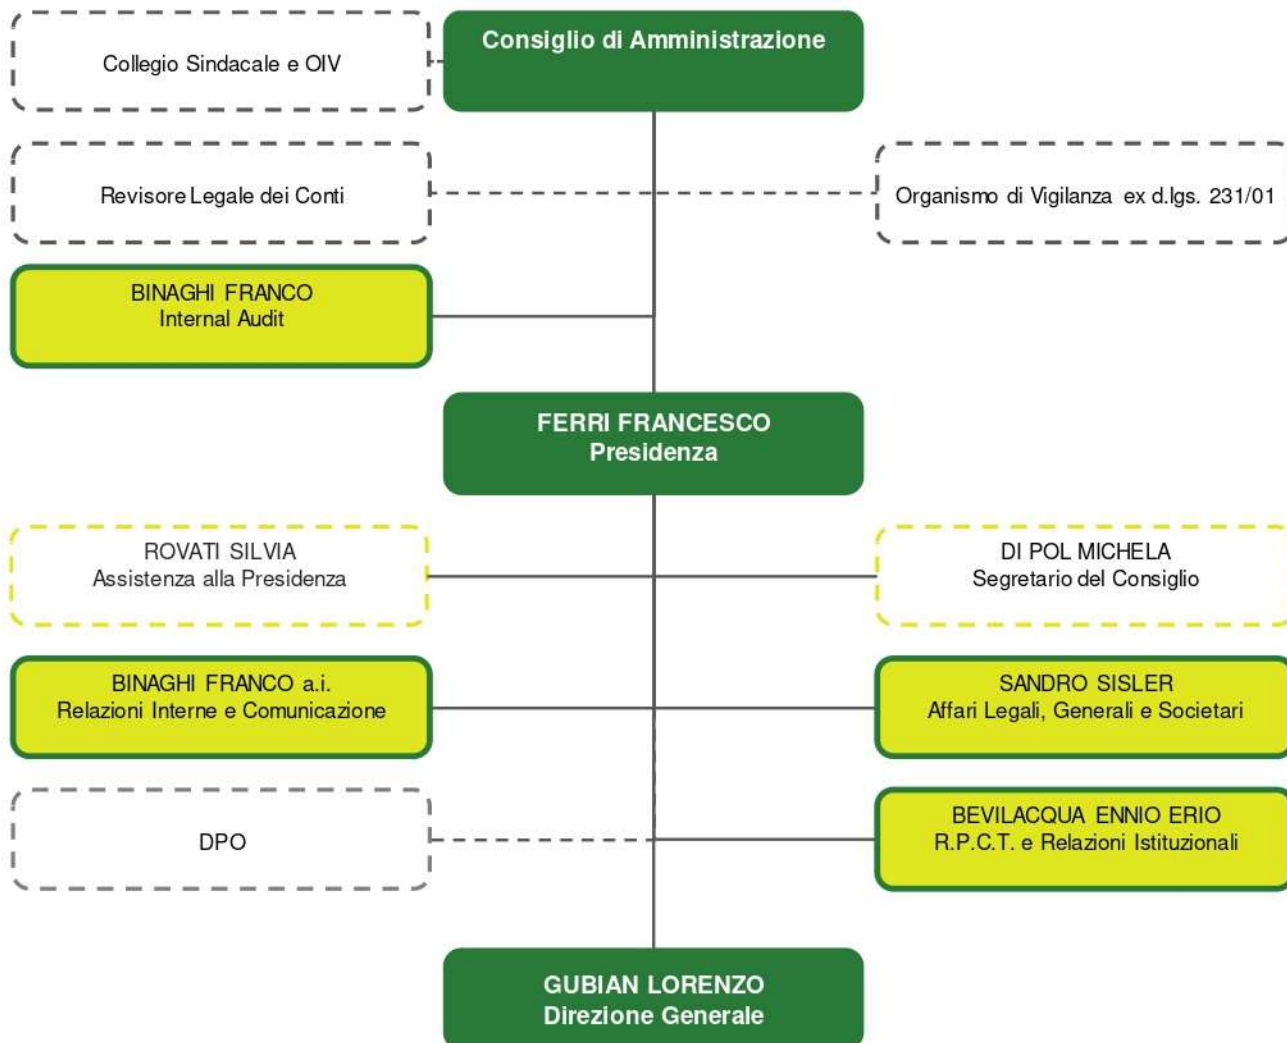 Consiglio di Amministrazione
Collegio Sindacale e OIV
Revisore Legale dei Conti
Organismo di Vigilanza ex d.lgs. 231/01
BINAGHI FRANCO
Internal Audit
FERRI FRANCESCO
Presidenza
ROVATI SILVIA
Assistenza alla Presidenza
DI POL MICHELA
Segretario del Consiglio
BINAGHI FRANCO a.i.
Relazioni Interne e Comunicazione
SANDRO SISLER
Affari Legali, Generali e Societari
DPO
BEVILACQUA ENNIO ERIO
R.P.C.T. e Relazioni Istituzionali
GUBIAN LORENZO
Direzione Generale